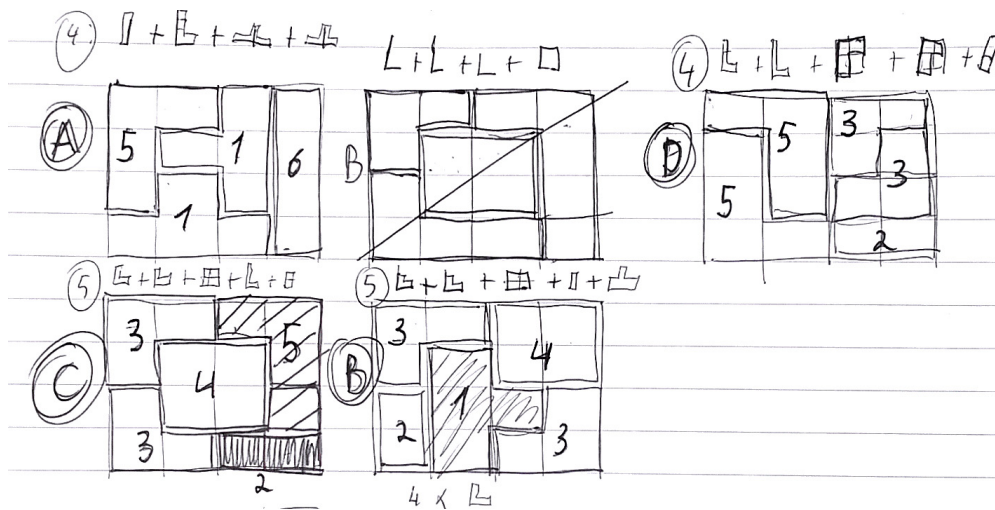 4 + + +
+ + +
4 + + + +
A 5 1 1 6
B
D 5 5 3 3 2
5 + + + +
5 + + + +
C 3 5 4 3 2
B 3 4 1 2 3
4 x